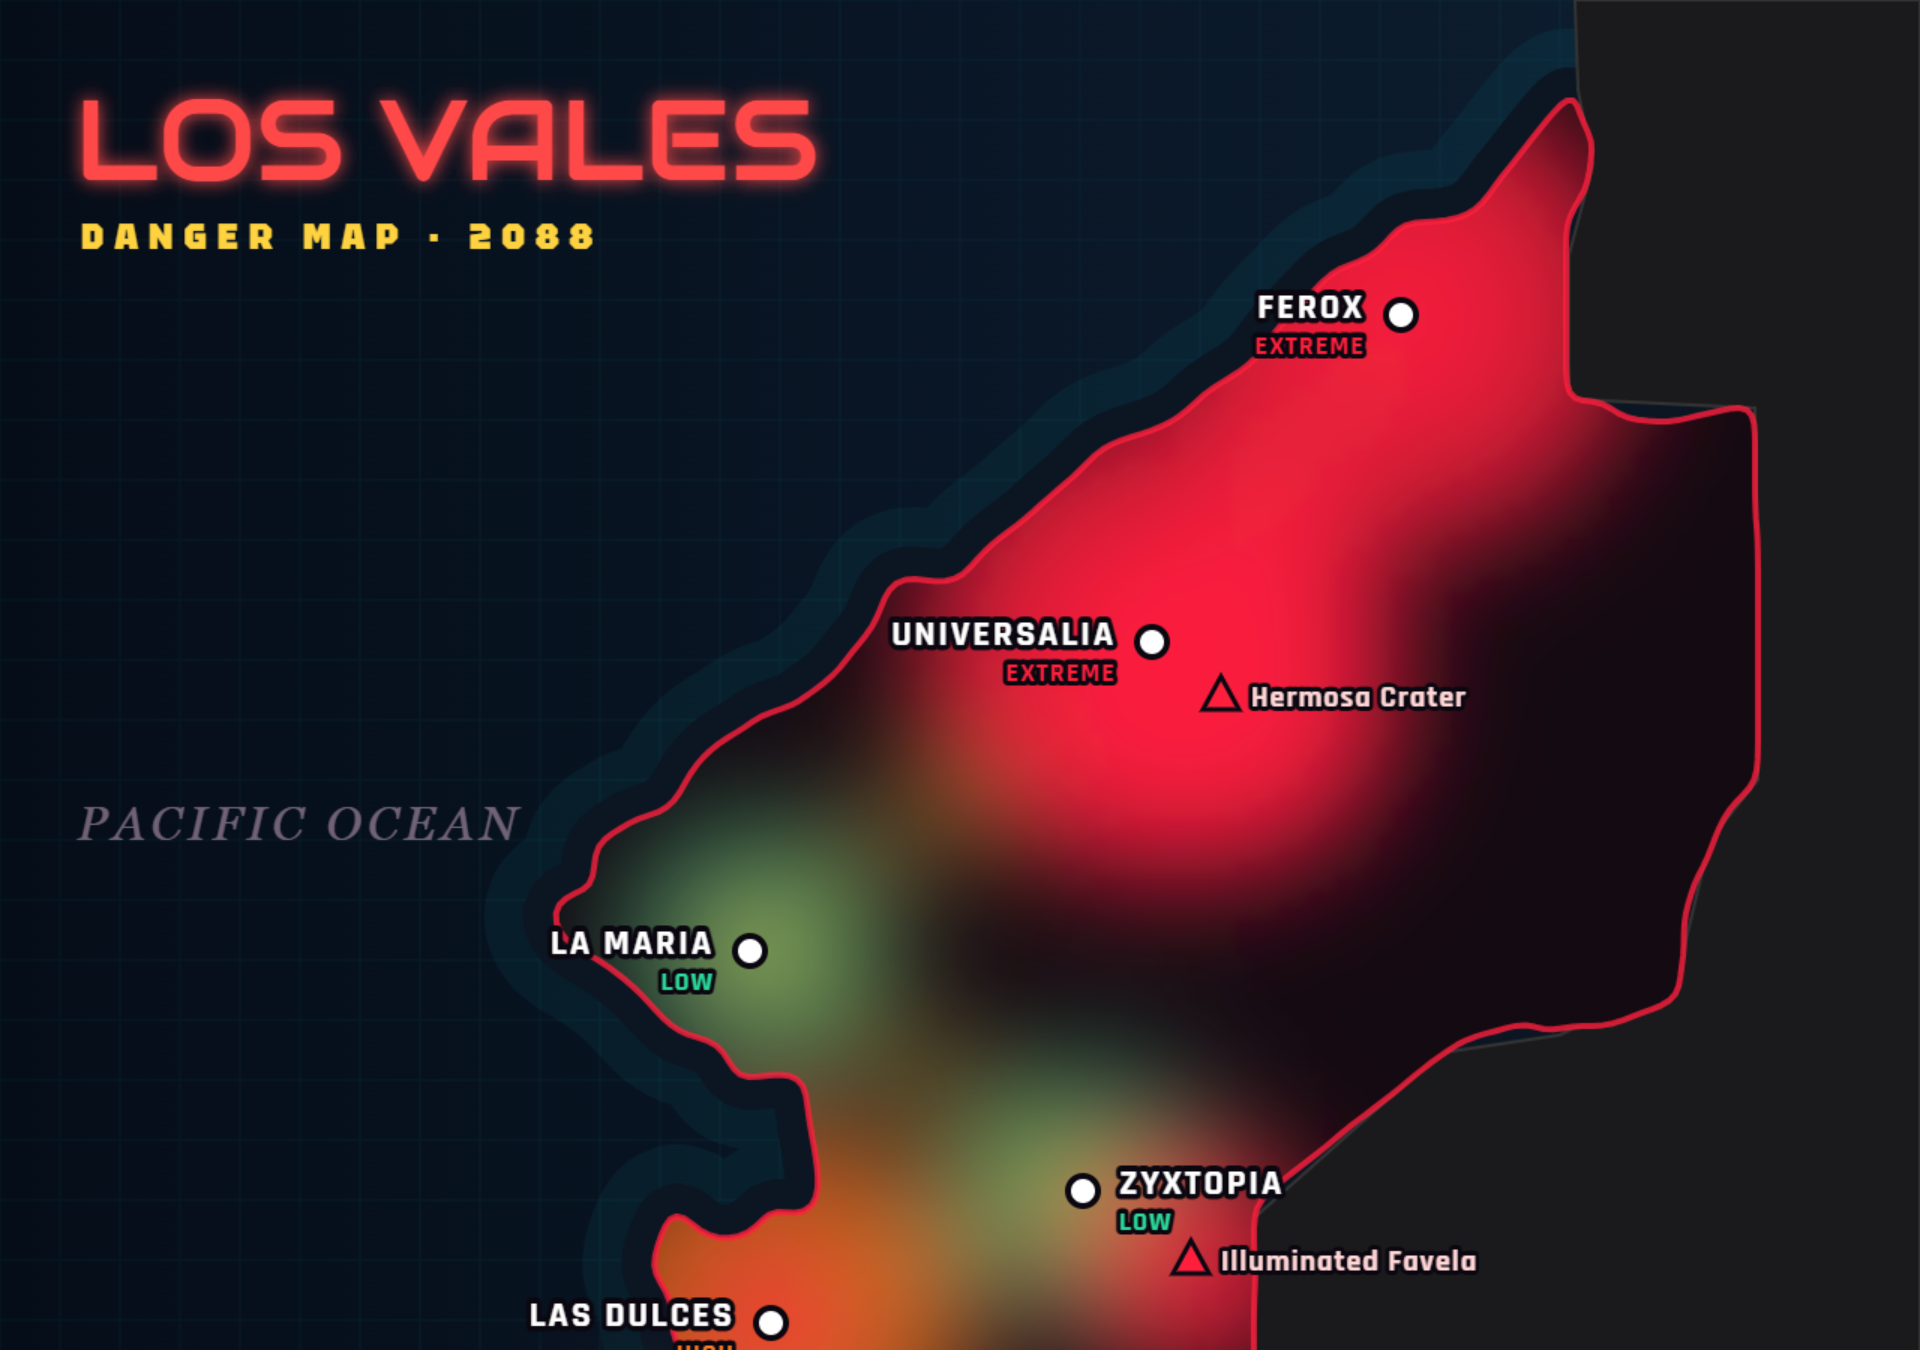 LOS VALES
DANGER MAP · 2088
FEROX
EXTREME
UNIVERSALIA
EXTREME
Hermosa Crater
PACIFIC OCEAN
LA MARIA
LOW
ZYXTOPIA
LOW
Illuminated Favela
LAS DULCES
HIGH